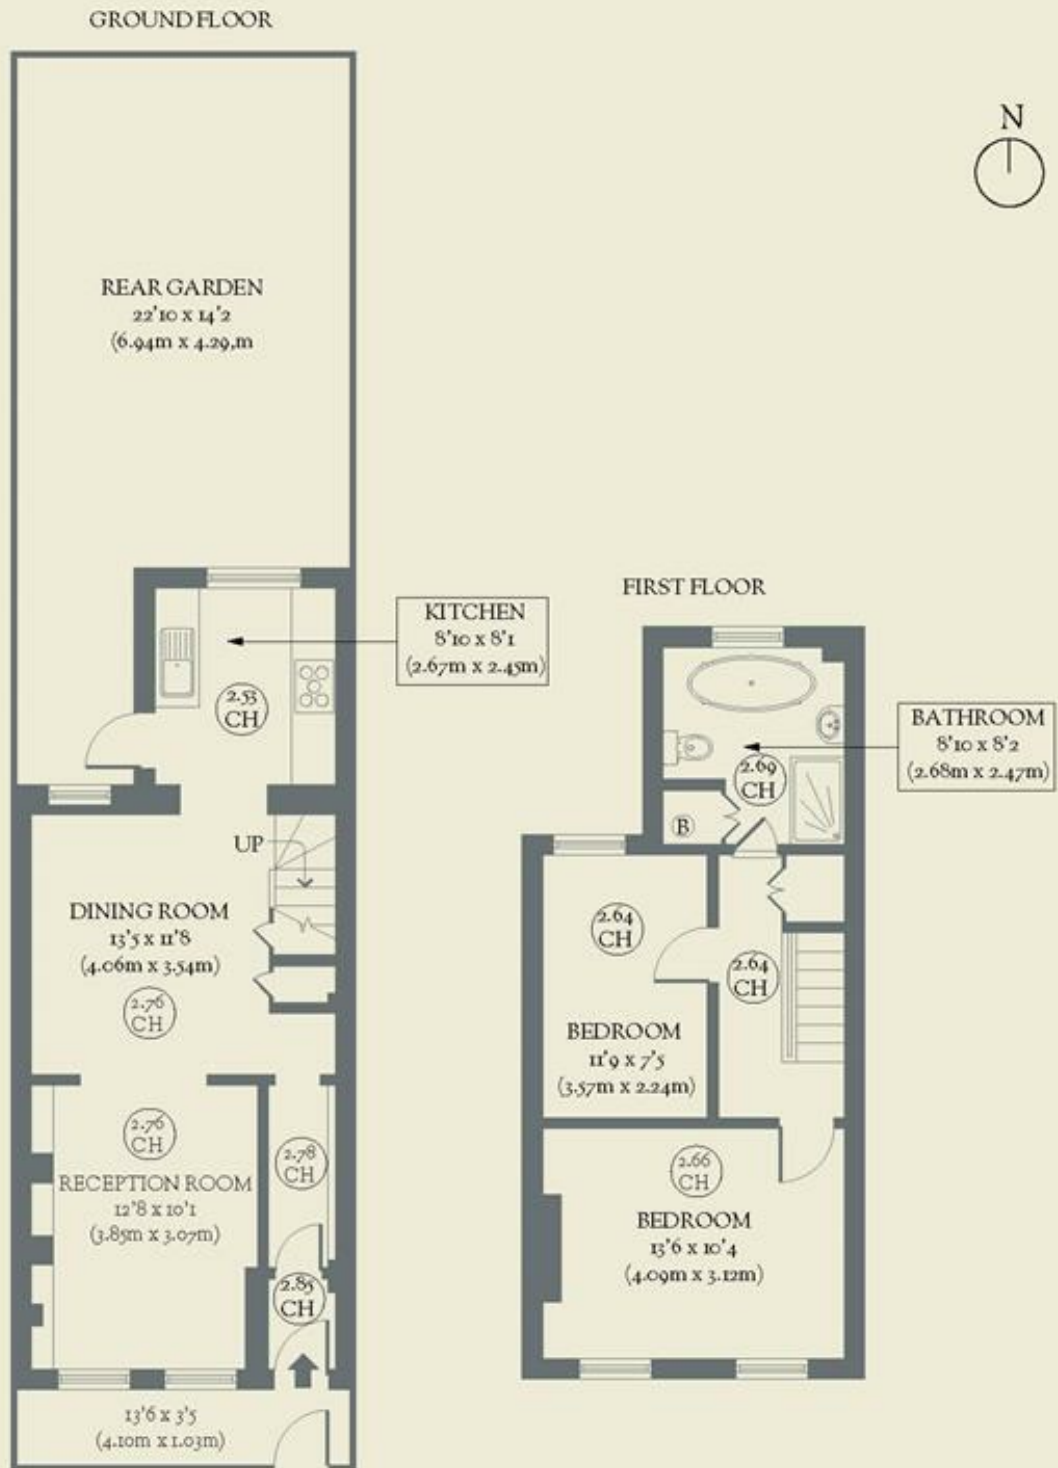 GROUND FLOOR
N
REAR GARDEN
22'10 x 14'2
(6.94m x 4.29,m
KITCHEN
8'10 x 8'1
(2.67m x 2.45m)
2.53
CH
UP
DINING ROOM
13'5 x 11'8
(4.06m x 3.54m)
2.76
CH
2.76
CH
RECEPTION ROOM
12'8 x 10'1
(3.85m x 3.07m)
2.78
CH
2.85
CH
13'6 x 3'5
(4.10m x 1.03m)
FIRST FLOOR
BATHROOM
8'10 x 8'2
(2.68m x 2.47m)
2.69
CH
B
2.64
CH
2.64
CH
BEDROOM
11'9 x 7'5
(3.57m x 2.24m)
2.66
CH
BEDROOM
13'6 x 10'4
(4.09m x 3.12m)